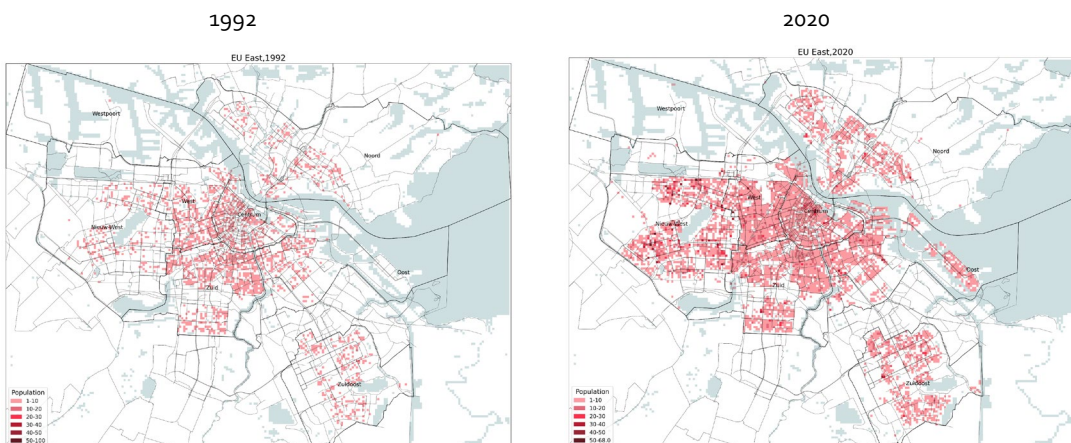 1992
2020
EU East,1992
Westpoort
Noord
West
Centrum
Nieuw-West
Oost
Zuid
Zuidoost
Population
1-10
10-20
20-30
30-40
40-50
50-100
EU East,2020
Westpoort
Noord
West
Centrum
Nieuw-West
Oost
Zuid
Zuidoost
Population
1-10
10-20
20-30
30-40
40-50
50-68.0